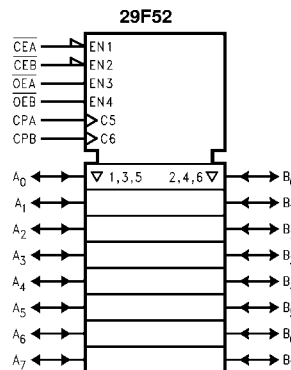 29F52
CEA EN1
CEB EN2
OEA EN3
OEB EN4
CPA C5
CPB C6
A₀ ▽ 1,3,5 2,4,6 ▽ B
A₁ B
A₂ B
A₃ B
A₄ B
A₅ B
A₆ B
A₇ B